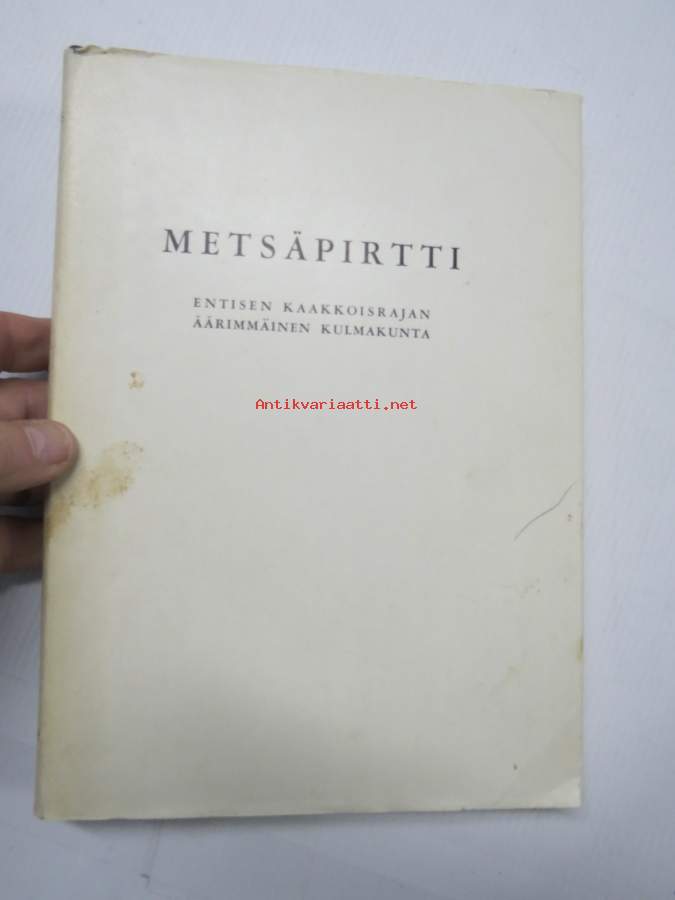 METSÄPIRTTI
ENTISEN KAAKKOISRAJAN
ÄÄRIMMÄINEN KULMAKUNTA
Antikvariaatti.net